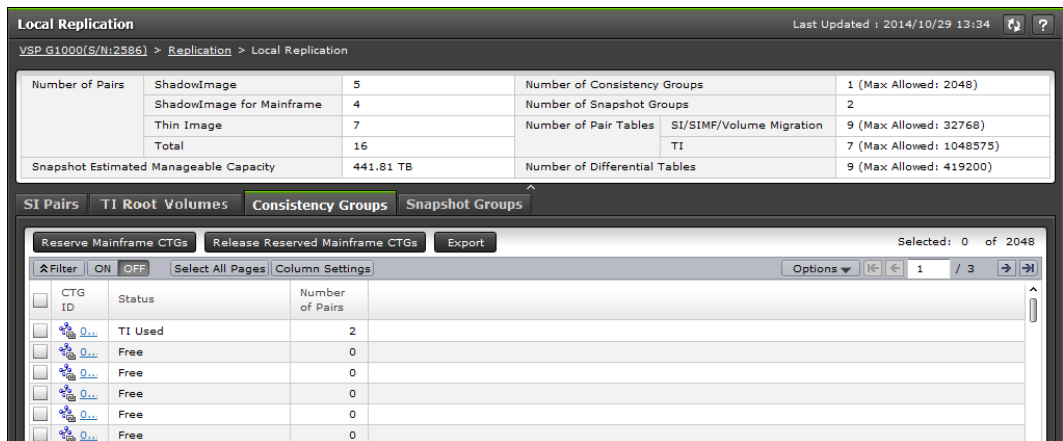 Local Replication
Last Updated : 2014/10/29 13:34
?
VSP G1000(S/N:2586) > Replication > Local Replication
Number of Pairs ShadowImage 5 Number of Consistency Groups 1 (Max Allowed: 2048)
ShadowImage for Mainframe 4 Number of Snapshot Groups 2
Thin Image 7 Number of Pair Tables SI/SIMF/Volume Migration 9 (Max Allowed: 32768)
Total 16 TI 7 (Max Allowed: 1048575)
Snapshot Estimated Manageable Capacity 441.81 TB Number of Differential Tables 9 (Max Allowed: 419200)
SI Pairs TI Root Volumes Consistency Groups Snapshot Groups
Reserve Mainframe CTGs Release Reserved Mainframe CTGs Export Selected: 0 of 2048
Filter ON OFF Select All Pages Column Settings Options 1 / 3
CTG ID Status Number of Pairs
0... TI Used 2
0... Free 0
0... Free 0
0... Free 0
0... Free 0
0... Free 0